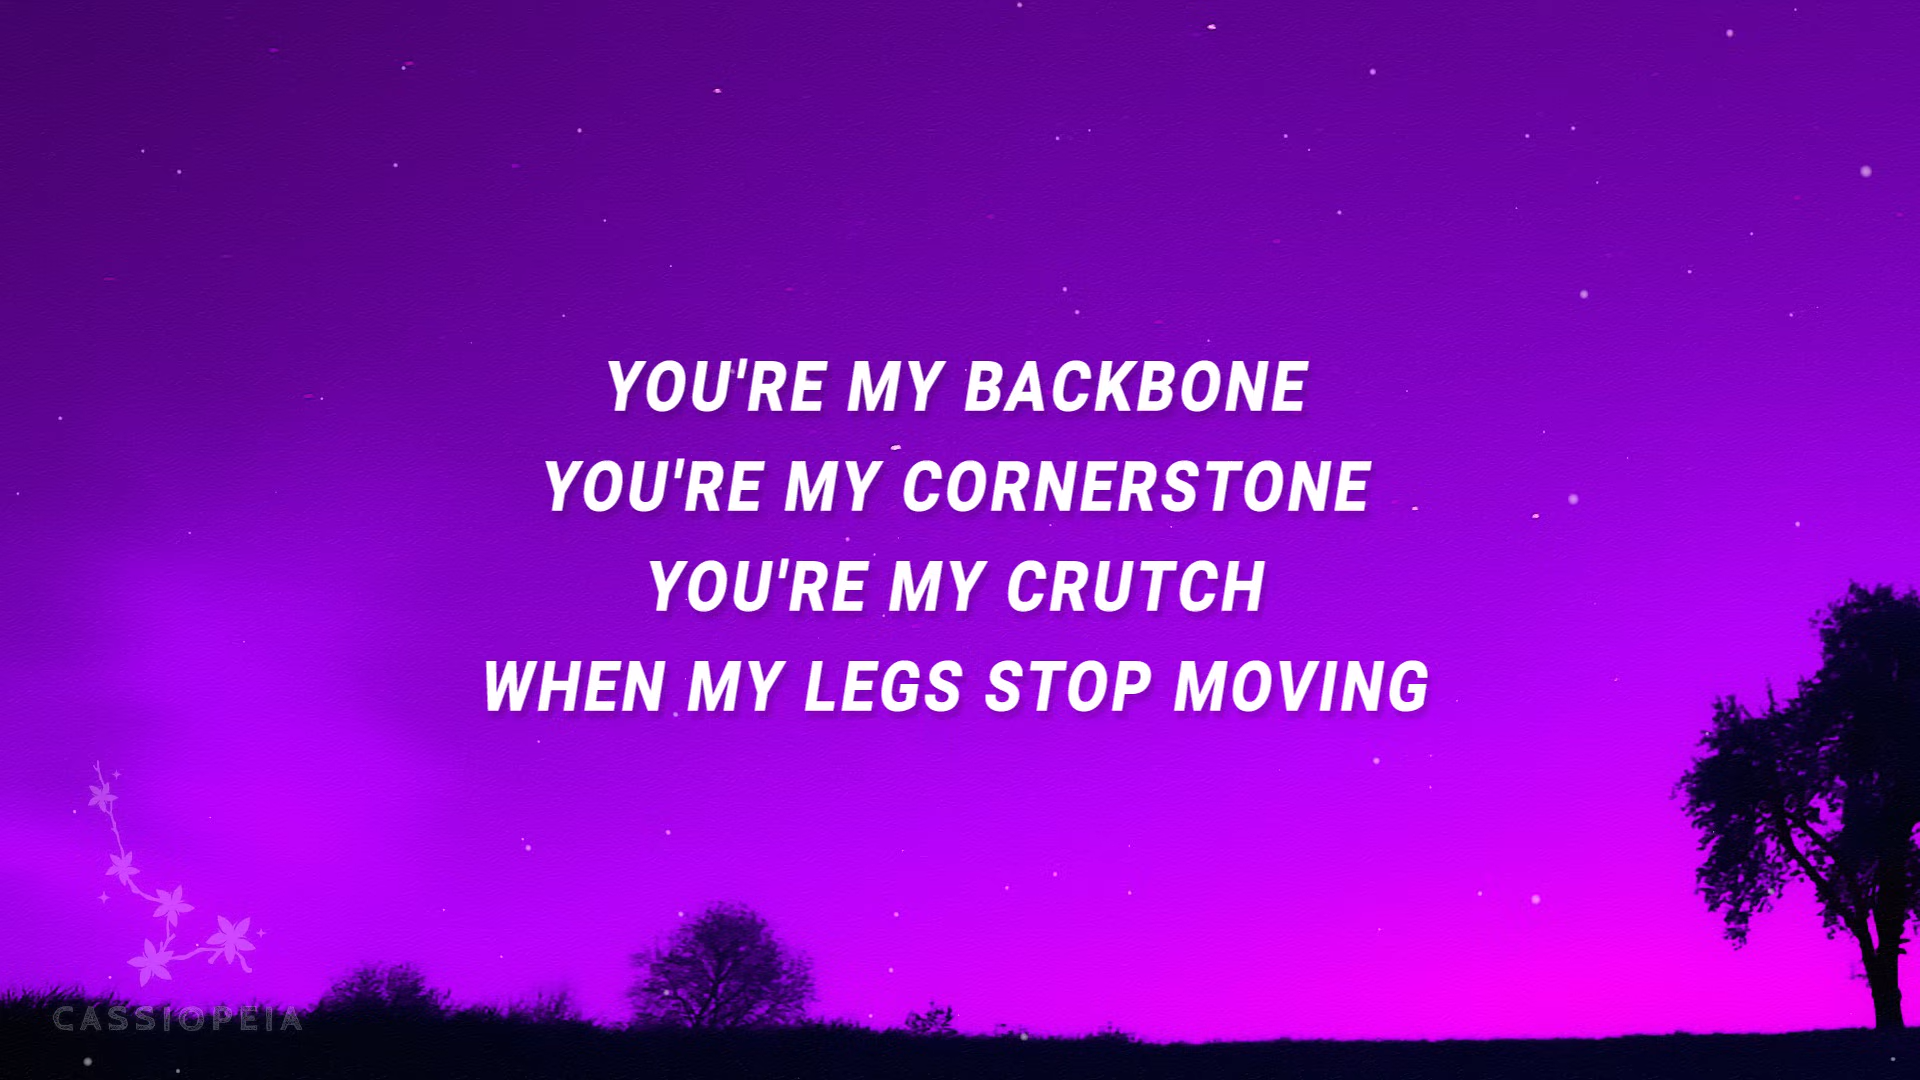 YOU'RE MY BACKBONE
YOU'RE MY CORNERSTONE
YOU'RE MY CRUTCH
WHEN MY LEGS STOP MOVING
CASSIOPEIA